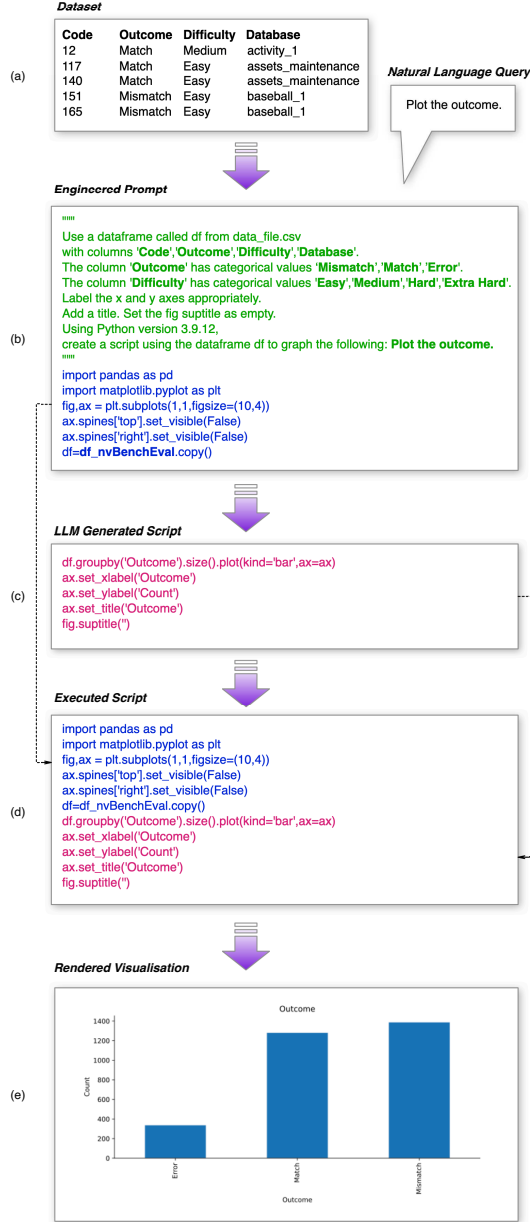 Dataset
Code Outcome Difficulty Database
12 Match Medium activity_1
117 Match Easy assets_maintenance
140 Match Easy assets_maintenance
151 Mismatch Easy baseball_1
165 Mismatch Easy baseball_1
(a)
Natural Language Query
Plot the outcome.
Engineered Prompt
(b)
"""
Use a dataframe called df from data_file.csv
with columns 'Code','Outcome','Difficulty','Database'.
The column 'Outcome' has categorical values 'Mismatch','Match','Error'.
The column 'Difficulty' has categorical values 'Easy','Medium','Hard','Extra Hard'.
Label the x and y axes appropriately.
Add a title. Set the fig suptitle as empty.
Using Python version 3.9.12,
create a script using the dataframe df to graph the following: Plot the outcome.
"""
import pandas as pd
import matplotlib.pyplot as plt
fig,ax = plt.subplots(1,1,figsize=(10,4))
ax.spines['top'].set_visible(False)
ax.spines['right'].set_visible(False)
df=df_nvBenchEval.copy()
LLM Generated Script
(c)
df.groupby('Outcome').size().plot(kind='bar',ax=ax)
ax.set_xlabel('Outcome')
ax.set_ylabel('Count')
ax.set_title('Outcome')
fig.suptitle('')
Executed Script
(d)
import pandas as pd
import matplotlib.pyplot as plt
fig,ax = plt.subplots(1,1,figsize=(10,4))
ax.spines['top'].set_visible(False)
ax.spines['right'].set_visible(False)
df=df_nvBenchEval.copy()
df.groupby('Outcome').size().plot(kind='bar',ax=ax)
ax.set_xlabel('Outcome')
ax.set_ylabel('Count')
ax.set_title('Outcome')
fig.suptitle('')
Rendered Visualisation
(e)
Outcome
1400
1200
1000
800
600
400
200
0
Count
Error
Match
Mismatch
Outcome